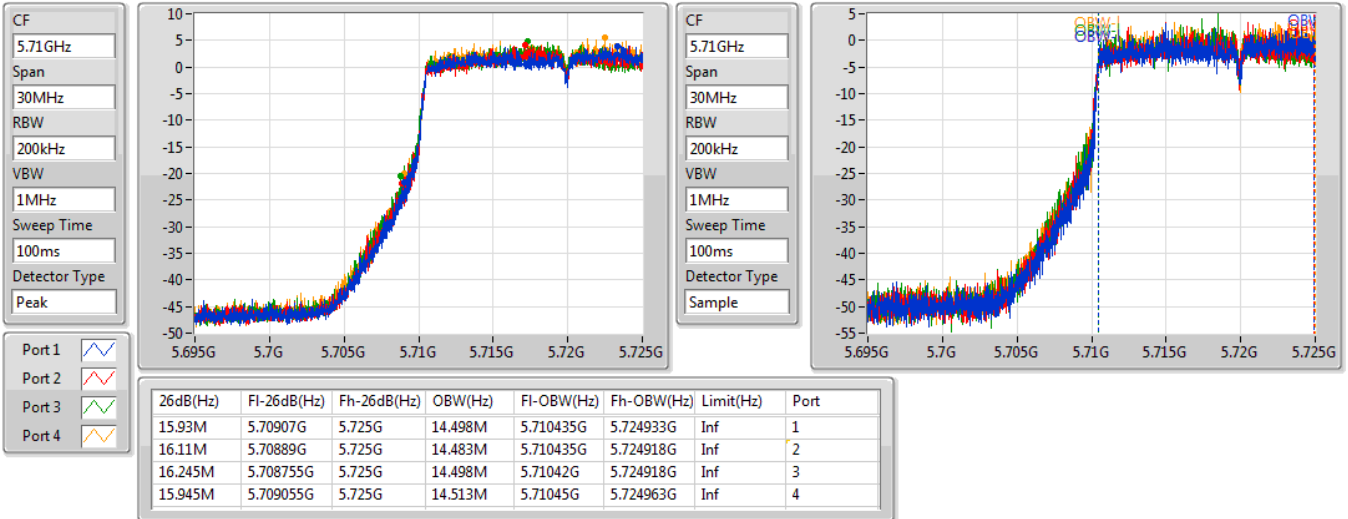 CF
5.71GHz
Span
30MHz
RBW
200kHz
VBW
1MHz
Sweep Time
100ms
Detector Type
Peak
10
5
0
-5
-10
-15
-20
-25
-30
-35
-40
-45
-50
5.695G 5.7G 5.705G 5.71G 5.715G 5.72G 5.725G
CF
5.71GHz
Span
30MHz
RBW
200kHz
VBW
1MHz
Sweep Time
100ms
Detector Type
Sample
5
0
-5
-10
-15
-20
-25
-30
-35
-40
-45
-50
-55
5.695G 5.7G 5.705G 5.71G 5.715G 5.72G 5.725G
Port 1
Port 2
Port 3
Port 4
26dB(Hz) Fl-26dB(Hz) Fh-26dB(Hz) OBW(Hz) Fl-OBW(Hz) Fh-OBW(Hz) Limit(Hz) Port
15.93M 5.70907G 5.725G 14.498M 5.710435G 5.724933G Inf 1
16.11M 5.70889G 5.725G 14.483M 5.710435G 5.724918G Inf 2
16.245M 5.708755G 5.725G 14.498M 5.71042G 5.724918G Inf 3
15.945M 5.709055G 5.725G 14.513M 5.71045G 5.724963G Inf 4